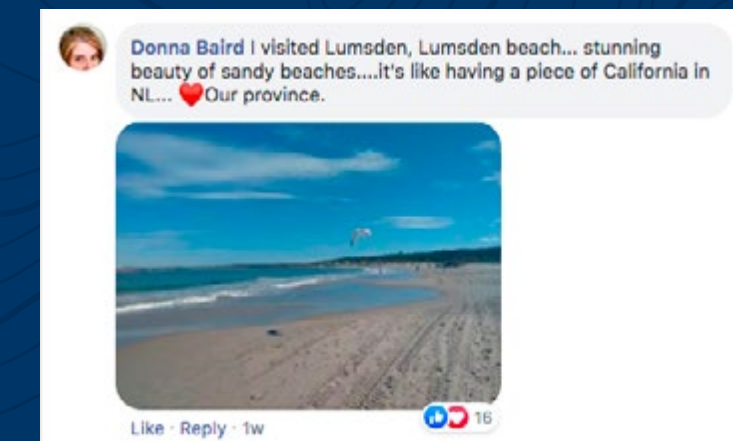 Donna Baird I visited Lumsden, Lumsden beach... stunning
beauty of sandy beaches....it's like having a piece of California in
NL... ❤️Our province.
Like · Reply · 1w
16